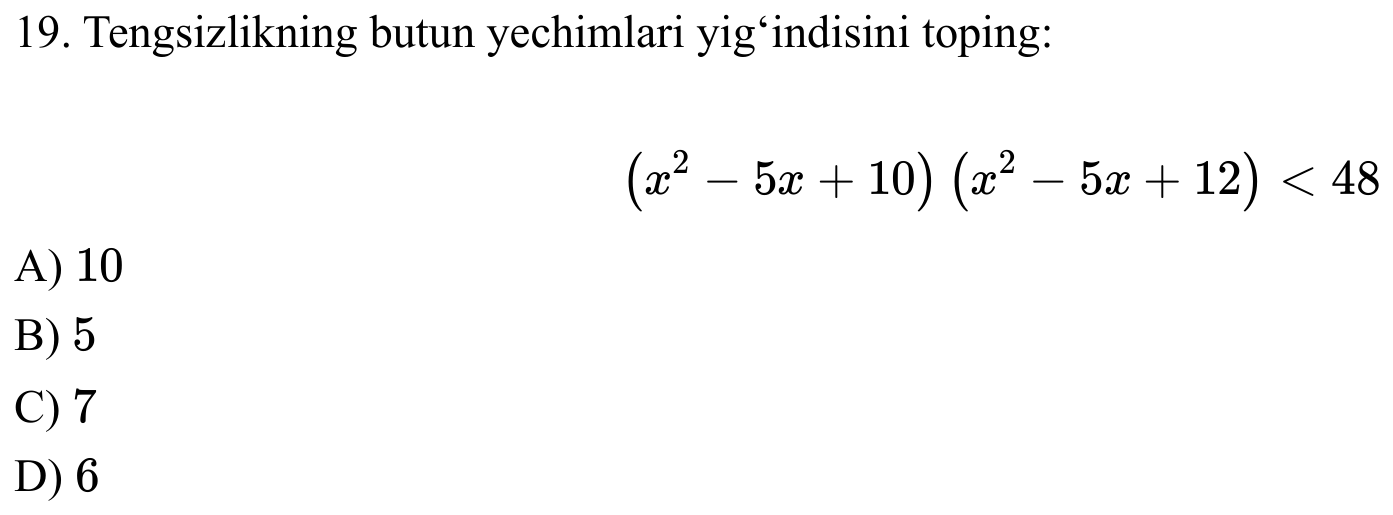 19. Tengsizlikning butun yechimlari yig‘indisini toping:
(x² − 5x + 10) (x² − 5x + 12) < 48
A) 10
B) 5
C) 7
D) 6